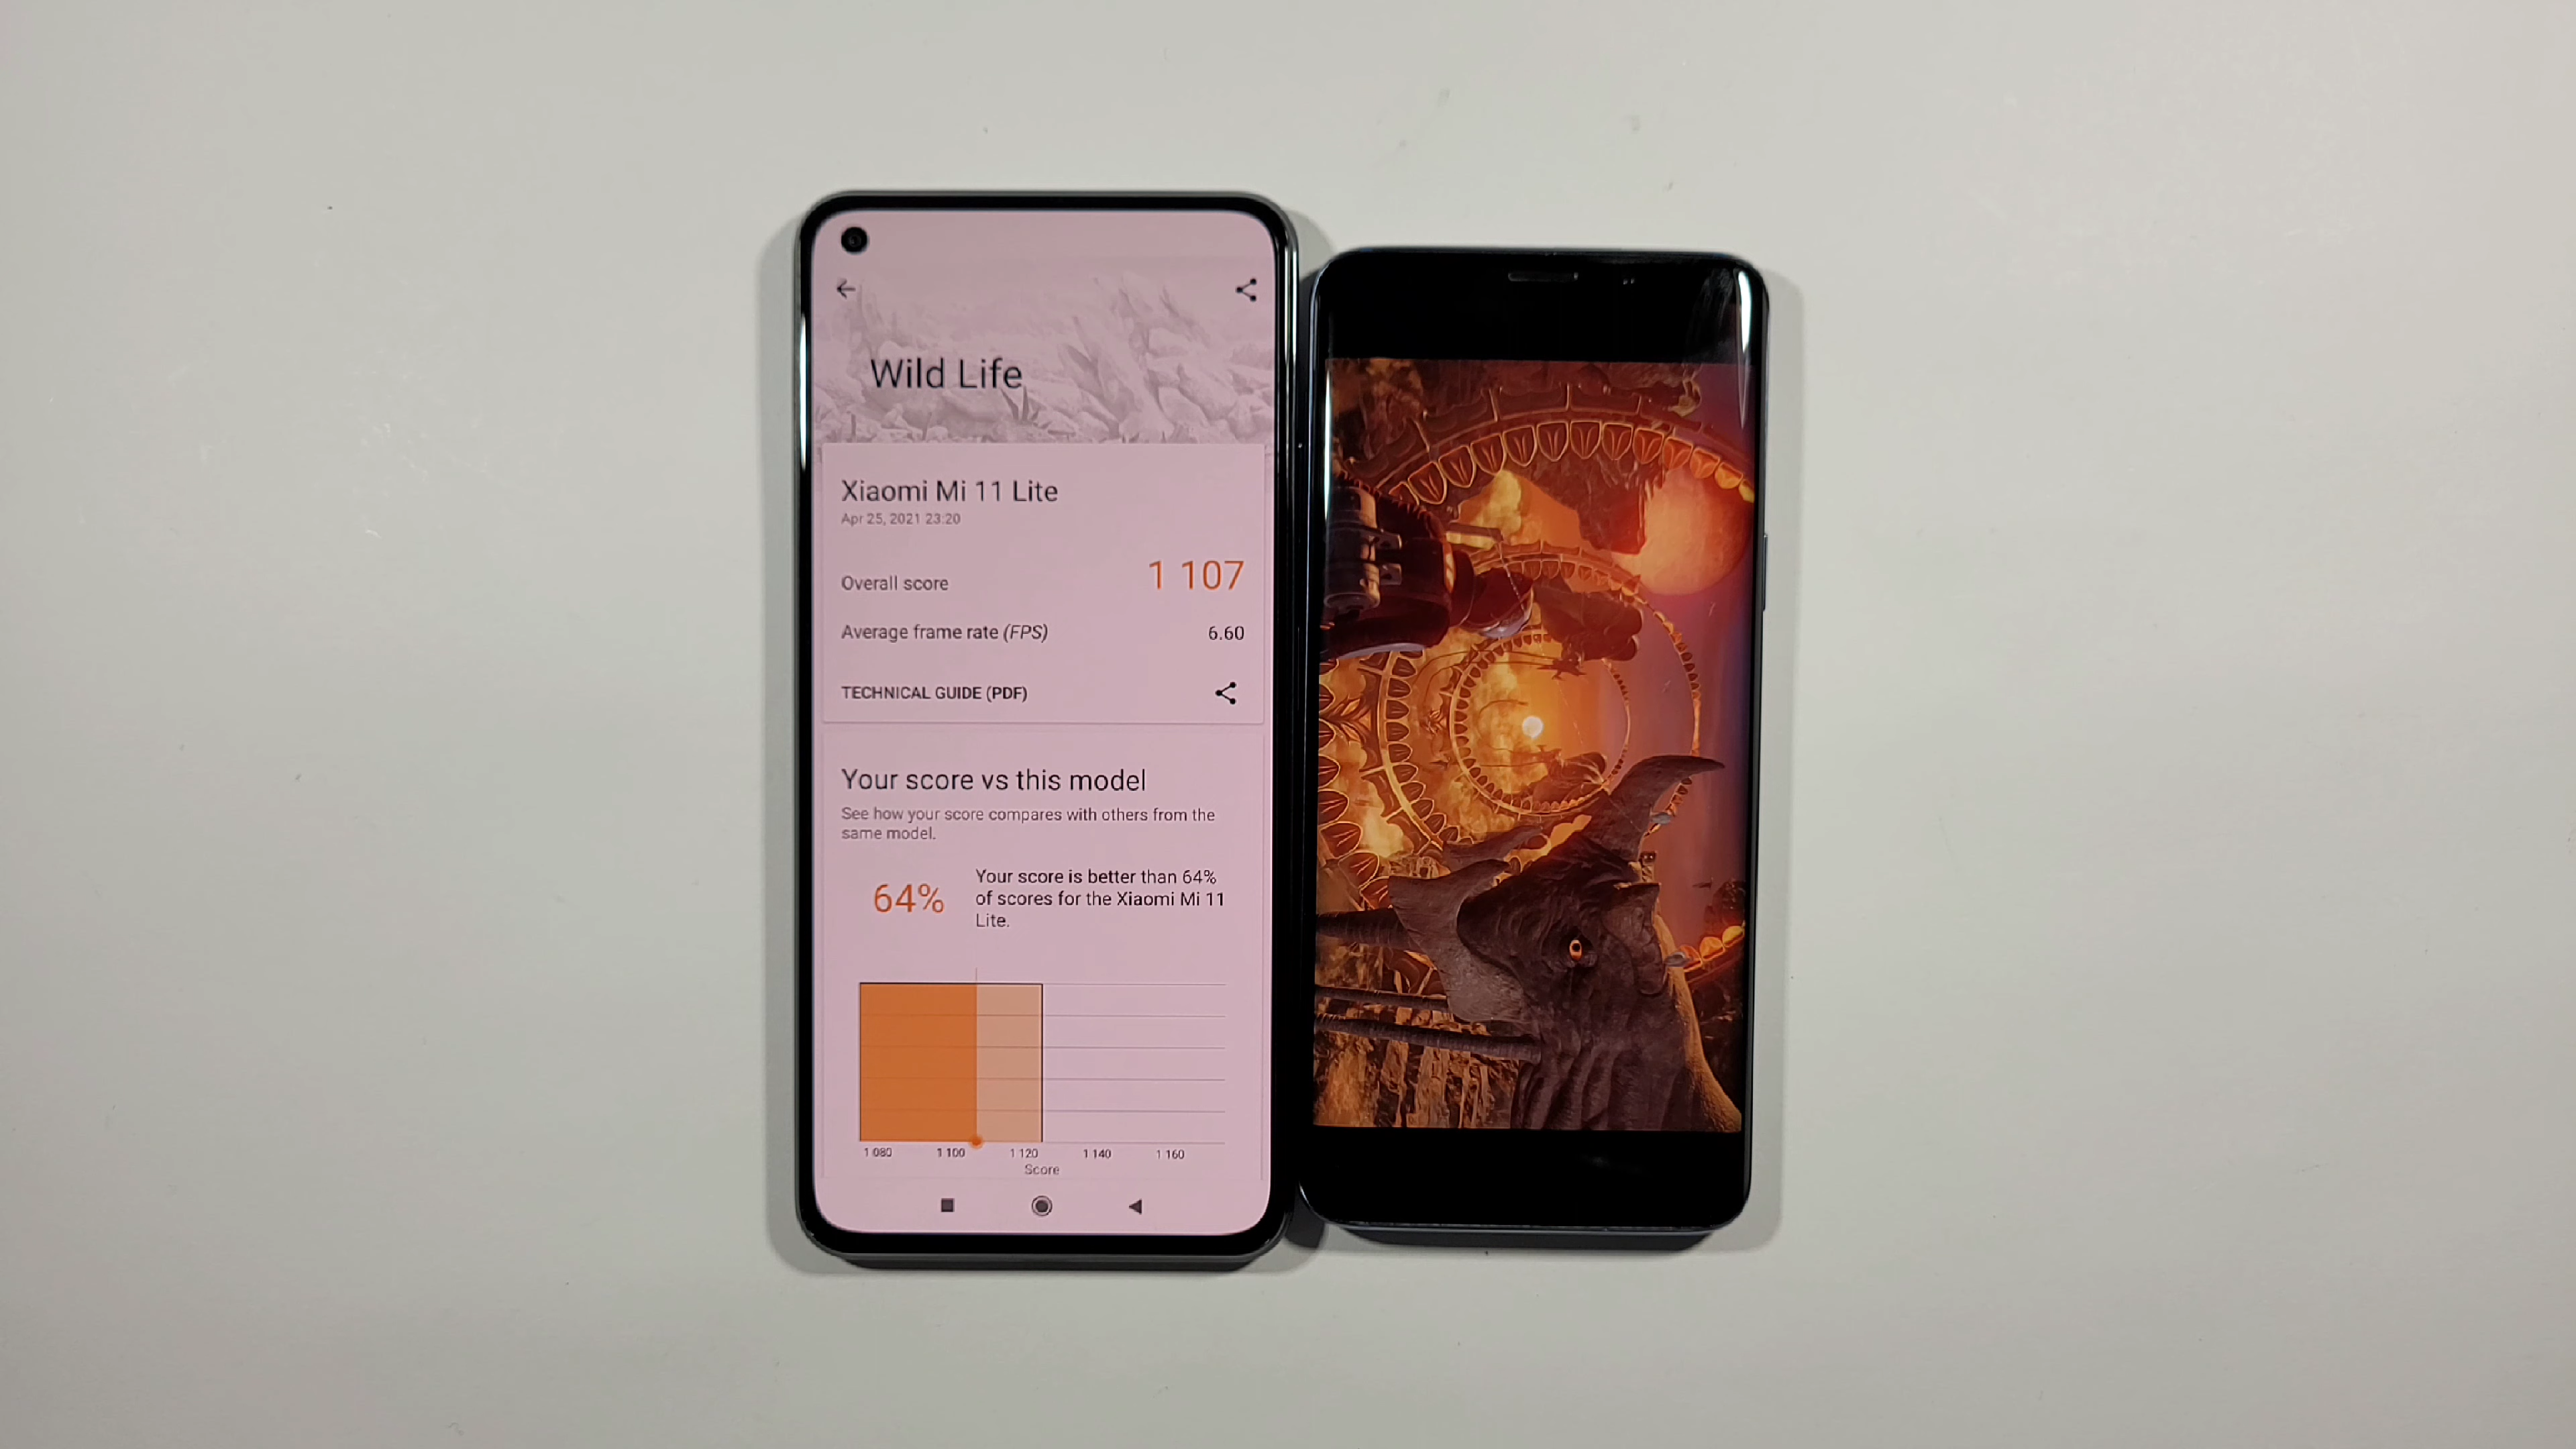 Wild Life
Xiaomi Mi 11 Lite
Apr 25, 2021 23:20
Overall score
1 107
Average frame rate (FPS)
6.60
TECHNICAL GUIDE (PDF)
Your score vs this model
See how your score compares with others from the
same model.
64%
Your score is better than 64%
of scores for the Xiaomi Mi 11
Lite.
1 080 1 100 1 120 1 140 1 160
Score